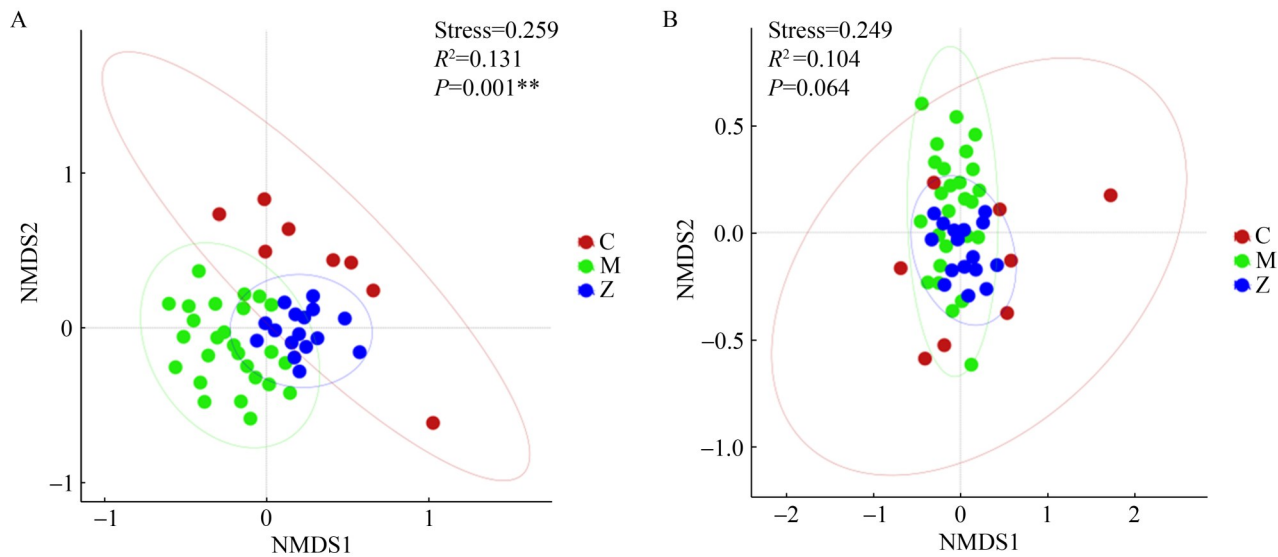 A
Stress=0.259
R²=0.131
P=0.001**
NMDS2
1
0
−1
−1 0 1
NMDS1
C
M
Z
B
Stress=0.249
R²=0.104
P=0.064
NMDS2
0.5
0.0
−0.5
−1.0
−2 −1 0 1 2
NMDS1
C
M
Z